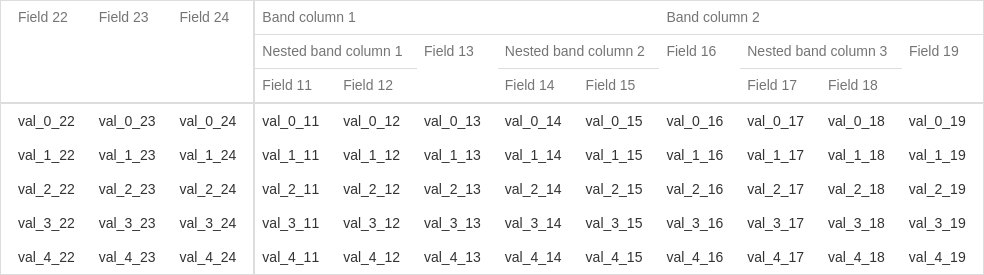 Field 22 Field 23 Field 24 Band column 1 Band column 2
Nested band column 1 Field 13 Nested band column 2 Field 16 Nested band column 3 Field 19
Field 11 Field 12 Field 14 Field 15 Field 17 Field 18
val_0_22 val_0_23 val_0_24 val_0_11 val_0_12 val_0_13 val_0_14 val_0_15 val_0_16 val_0_17 val_0_18 val_0_19
val_1_22 val_1_23 val_1_24 val_1_11 val_1_12 val_1_13 val_1_14 val_1_15 val_1_16 val_1_17 val_1_18 val_1_19
val_2_22 val_2_23 val_2_24 val_2_11 val_2_12 val_2_13 val_2_14 val_2_15 val_2_16 val_2_17 val_2_18 val_2_19
val_3_22 val_3_23 val_3_24 val_3_11 val_3_12 val_3_13 val_3_14 val_3_15 val_3_16 val_3_17 val_3_18 val_3_19
val_4_22 val_4_23 val_4_24 val_4_11 val_4_12 val_4_13 val_4_14 val_4_15 val_4_16 val_4_17 val_4_18 val_4_19